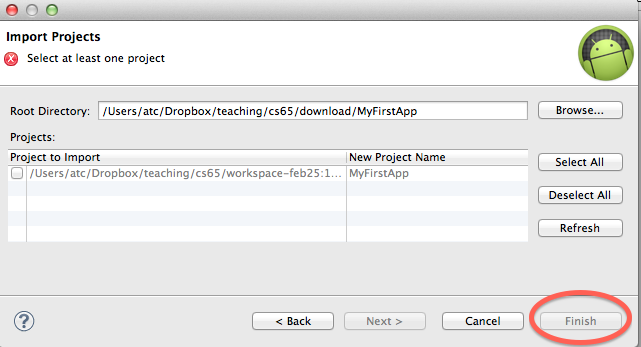 Import Projects
Select at least one project
Root Directory: /Users/atc/Dropbox/teaching/cs65/download/MyFirstApp Browse...
Projects:
Project to Import New Project Name
/Users/atc/Dropbox/teaching/cs65/workspace-feb25:1... MyFirstApp
Select All
Deselect All
Refresh
? < Back Next > Cancel Finish